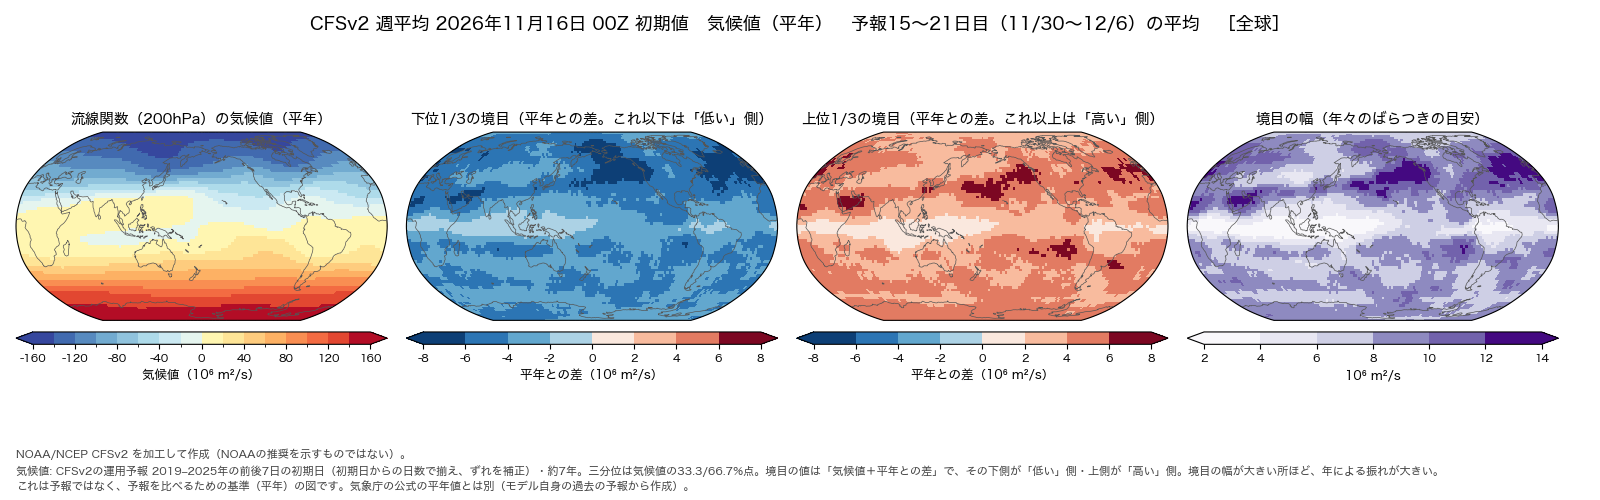 CFSv2 週平均 2026年11月16日 00Z 初期値　気候値（平年）　予報15〜21日目（11/30〜12/6）の平均　［全球］
流線関数（200hPa）の気候値（平年）
下位1/3の境目（平年との差。これ以下は「低い」側）
上位1/3の境目（平年との差。これ以上は「高い」側）
境目の幅（年々のばらつきの目安）
-160 -120 -80 -40 0 40 80 120 160
-8 -6 -4 -2 0 2 4 6 8
-8 -6 -4 -2 0 2 4 6 8
2 4 6 8 10 12 14
気候値（10⁶ m²/s）
平年との差（10⁶ m²/s）
平年との差（10⁶ m²/s）
10⁶ m²/s
NOAA/NCEP CFSv2 を加工して作成（NOAAの推奨を示すものではない）。
気候値: CFSv2の運用予報 2019–2025年の前後7日の初期日（初期日からの日数で揃え、ずれを補正）・約7年。三分位は気候値の33.3/66.7%点。境目の値は「気候値＋平年との差」で、その下側が「低い」側・上側が「高い」側。境目の幅が大きい所ほど、年による振れが大きい。
これは予報ではなく、予報を比べるための基準（平年）の図です。気象庁の公式の平年値とは別（モデル自身の過去の予報から作成）。